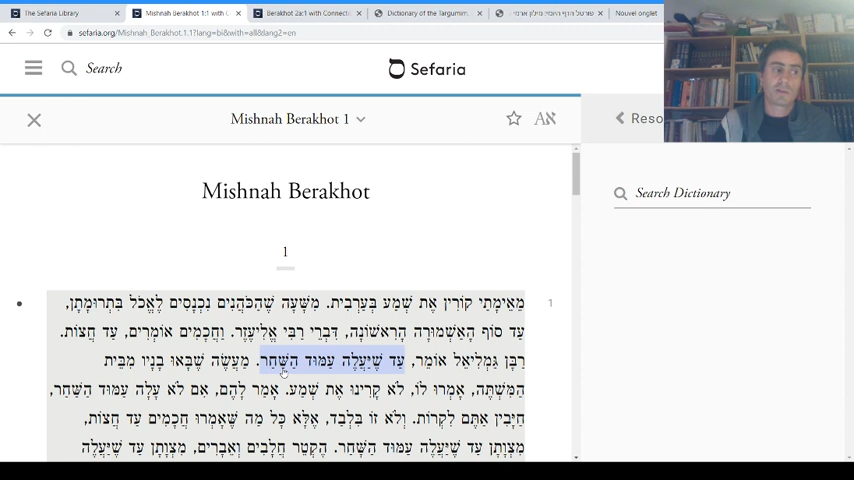 The Sefaria Library
Mishnah Berakhot 1:1 with C
Berakhot 2a:1 with Connecti
Dictionary of the Targumim,
Nouvel onglet
sefaria.org/Mishnah_Berakhot.1.1?lang=bi&with=all&lang2=en
Search
Sefaria
Mishnah Berakhot 1
Reso
Mishnah Berakhot
Search Dictionary
1
1
מֵאֵימָתַי קוֹרִין אֶת שְׁמַע בְּעַרְבִית. מִשָּׁעָה שֶׁהַכֹּהֲנִים נִכְנָסִים לֶאֱכֹל בִּתְרוּמָתָן,
עַד סוֹף הָאַשְׁמוּרָה הָרִאשׁוֹנָה, דִּבְרֵי רַבִּי אֱלִיעֶזֶר. וַחֲכָמִים אוֹמְרִים, עַד חֲצוֹת.
רַבָּן גַּמְלִיאֵל אוֹמֵר, עַד שֶׁיַּעֲלֶה עַמּוּד הַשָּׁחַר. מַעֲשֶׂה שֶׁבָּאוּ בָנָיו מִבֵּית
הַמִּשְׁתֶּה, אָמְרוּ לוֹ, לֹא קָרִינוּ אֶת שְׁמַע. אָמַר לָהֶם, אִם לֹא עָלָה עַמּוּד הַשַּׁחַר,
חַיָּבִין אַתֶּם לִקְרוֹת. וְלֹא זוֹ בִּלְבַד, אֶלָּא כָּל מַה שֶּׁאָמְרוּ חֲכָמִים עַד חֲצוֹת,
מִצְוָתָן עַד שֶׁיַּעֲלֶה עַמּוּד הַשָּׁחַר. הֶקְטֵר חֲלָבִים וְאֵבָרִים, מִצְוָתָן עַד שֶׁיַּעֲלֶה